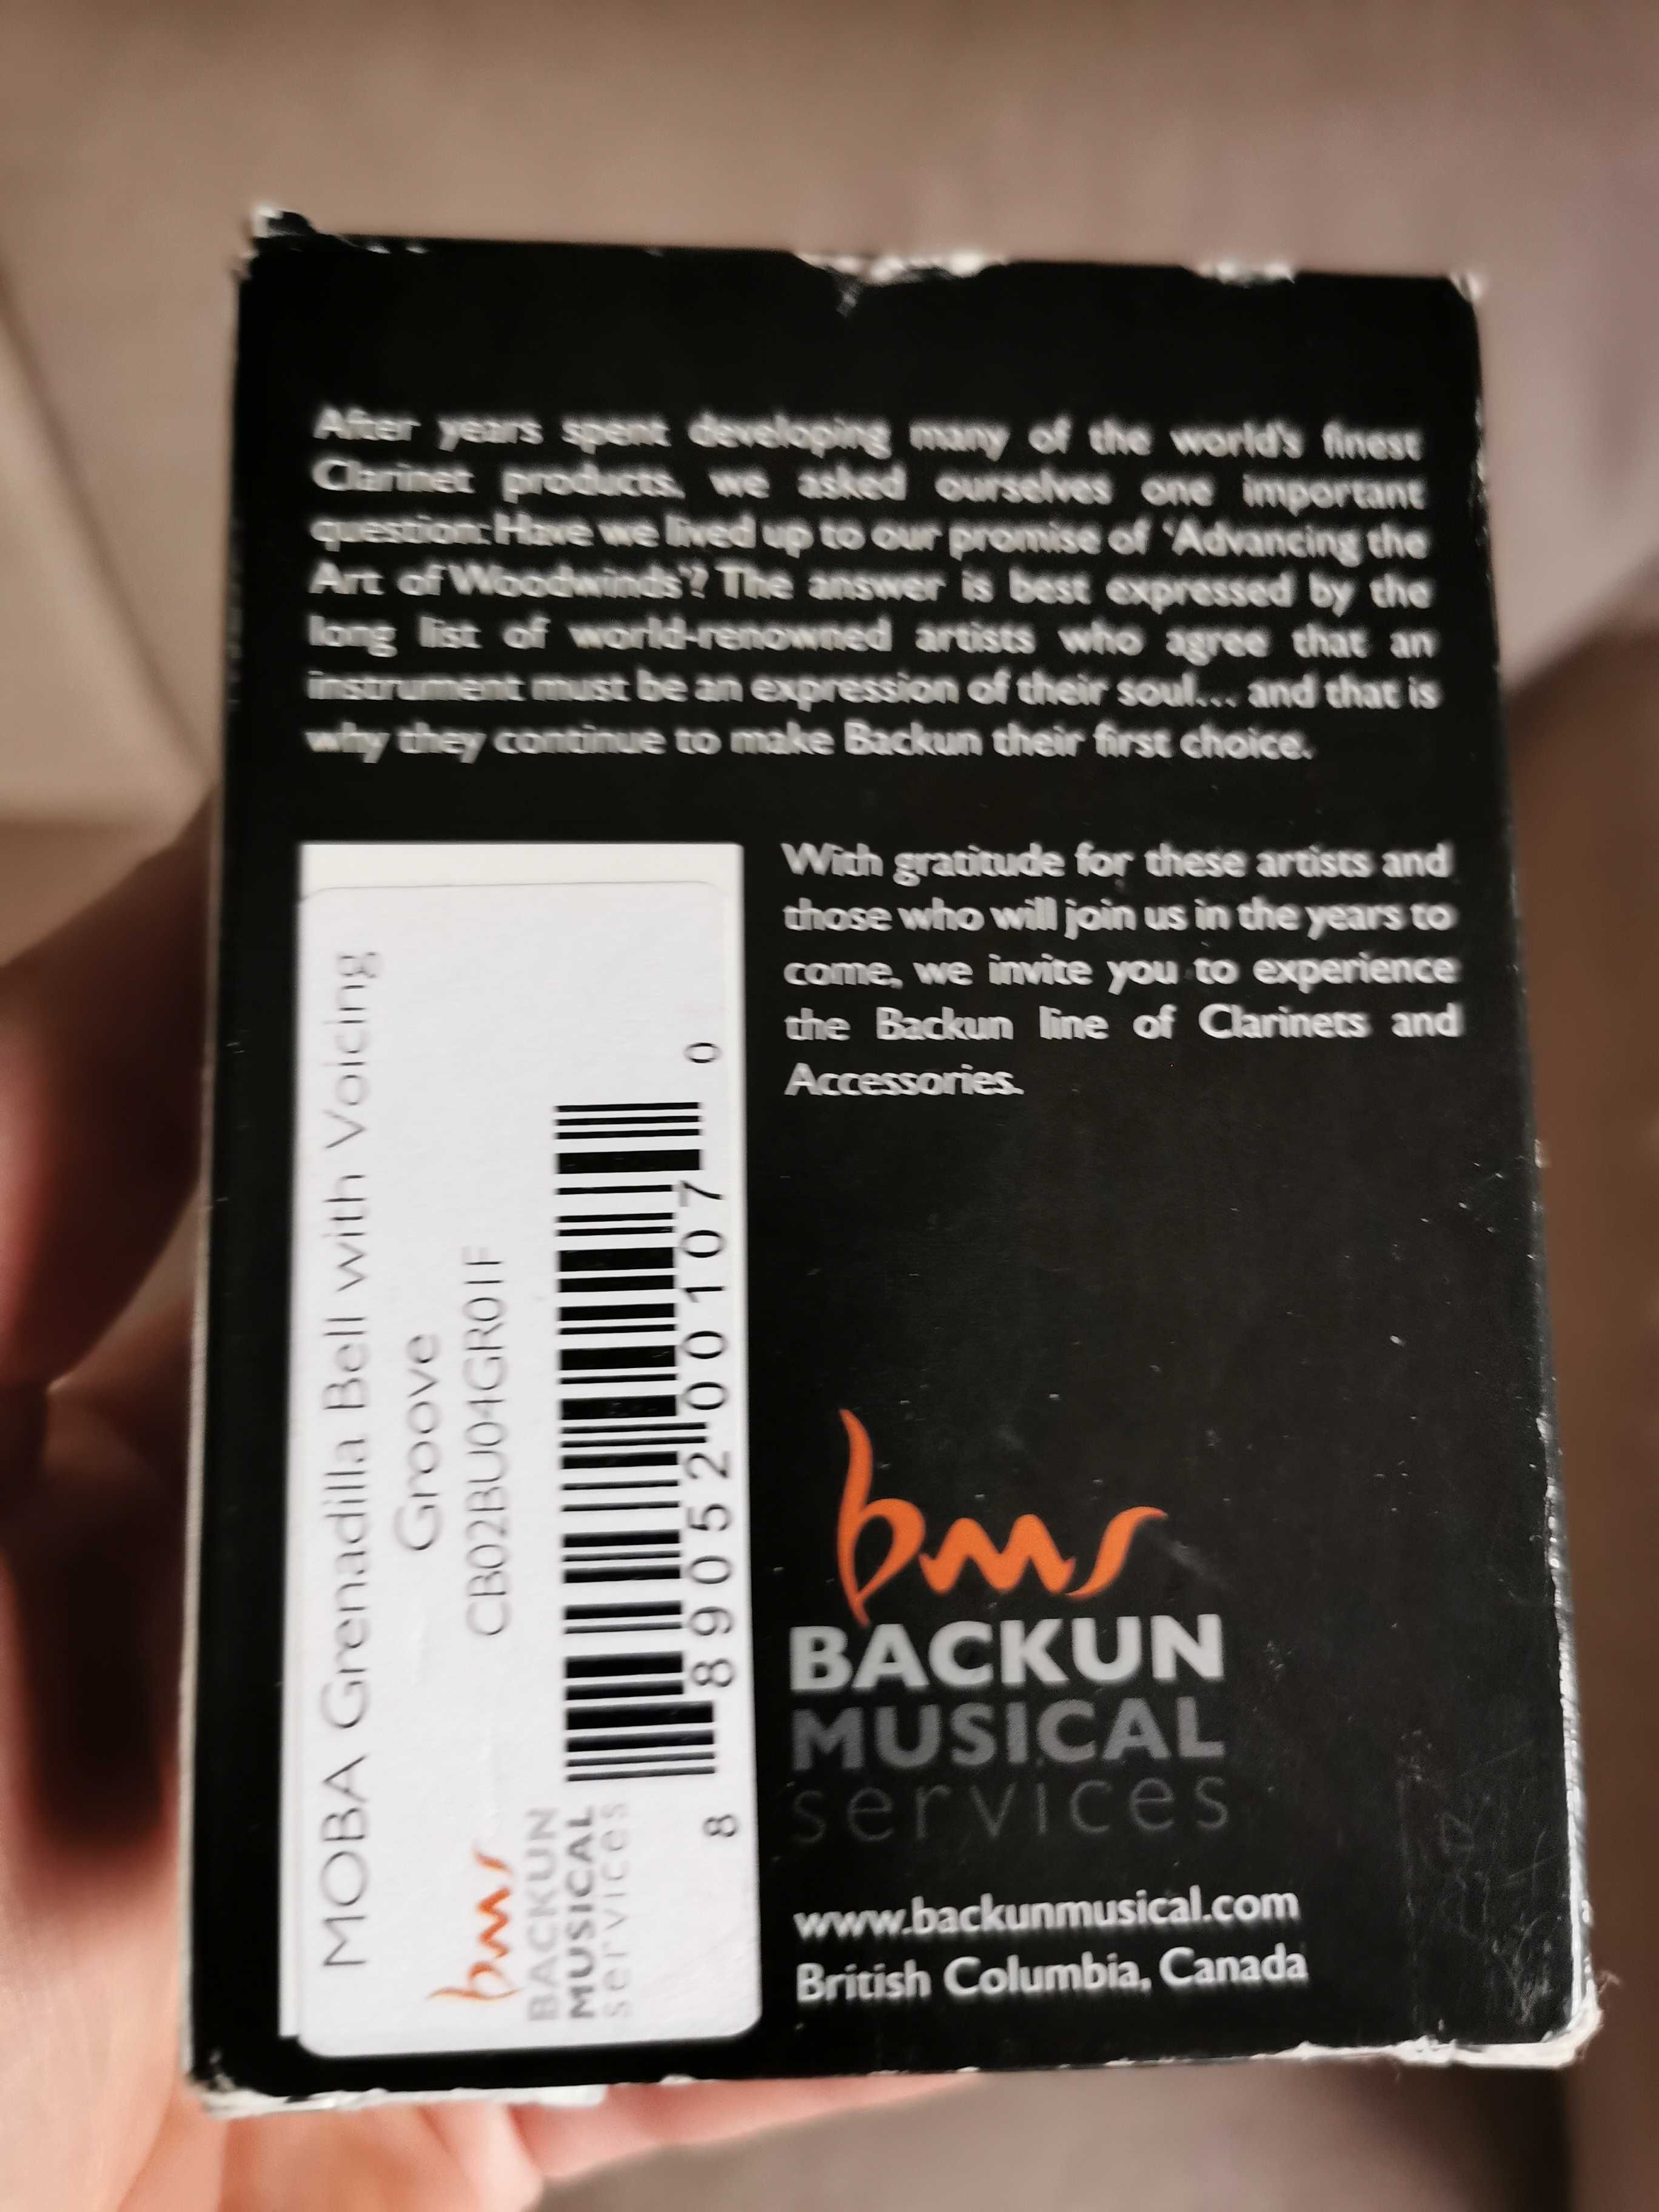 After years spent developing many of the world's finest
Clarinet products, we asked ourselves one important
question: Have we lived up to our promise of 'Advancing the
Art of Woodwinds'? The answer is best expressed by the
long list of world-renowned artists who agree that an
instrument must be an expression of their soul... and that is
why they continue to make Backun their first choice.
With gratitude for these artists and
those who will join us in the years to
come, we invite you to experience
the Backun line of Clarinets and
Accessories.
MOBA Grenadilla Bell with Voicing
Groove
CB02BU04GR01F
8 89052 00107 0
bms
BACKUN
MUSICAL
services
bms
BACKUN
MUSICAL
services
www.backunmusical.com
British Columbia, Canada